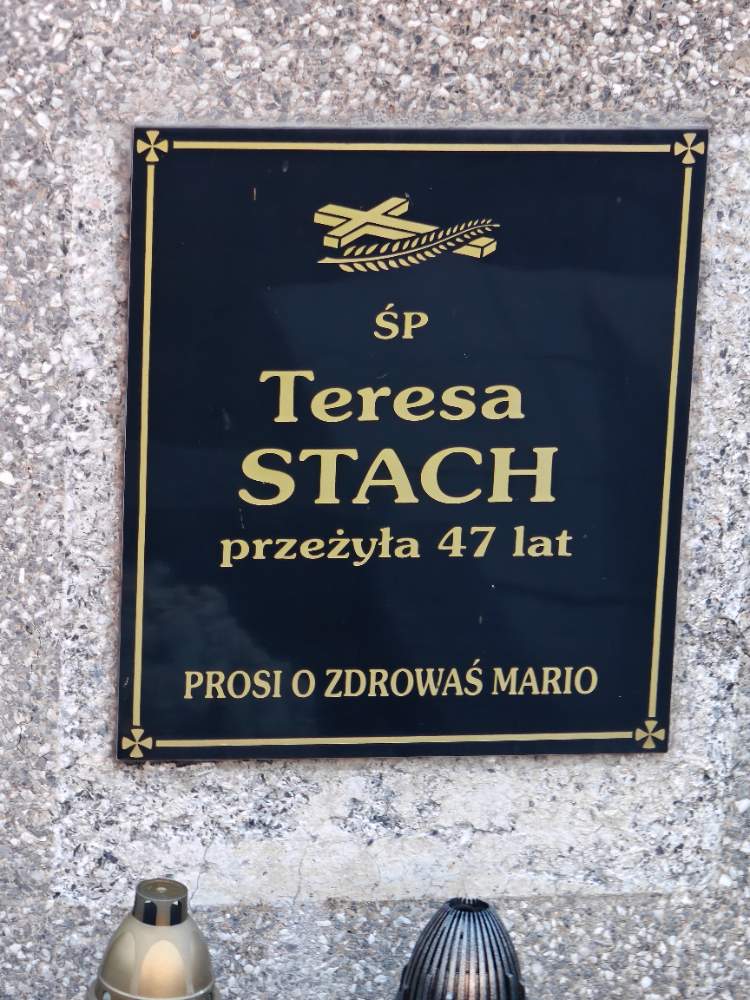 ŚP
Teresa
STACH
przeżyła 47 lat
PROSI O ZDROWAŚ MARIO